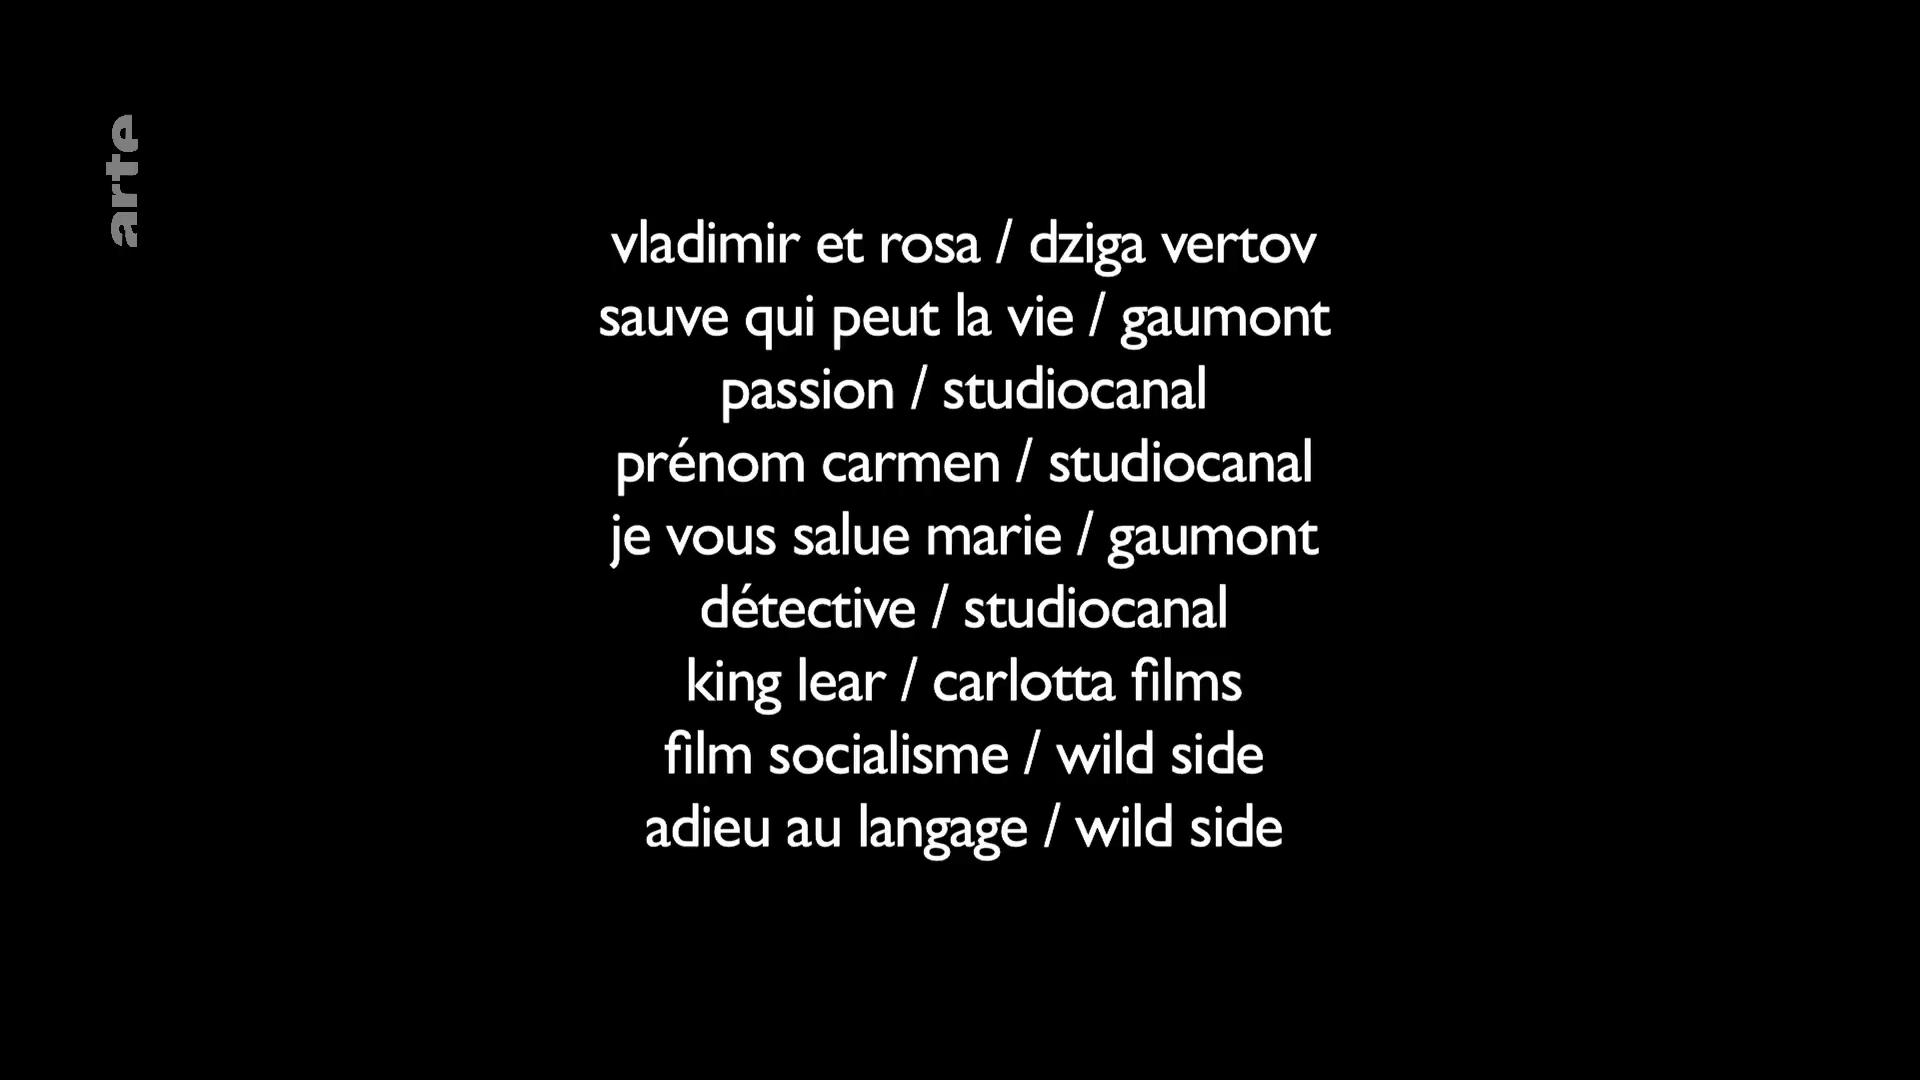 arte
vladimir et rosa / dziga vertov
sauve qui peut la vie / gaumont
passion / studiocanal
prénom carmen / studiocanal
je vous salue marie / gaumont
détective / studiocanal
king lear / carlotta films
film socialisme / wild side
adieu au langage / wild side